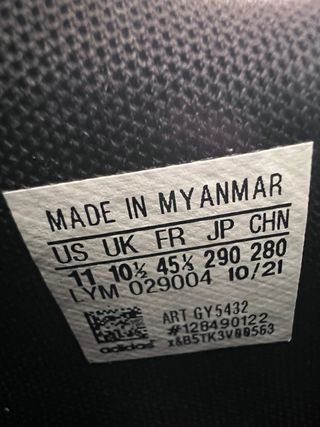 MADE IN MYANMAR
US UK FR JP CHN
11 10½ 45⅓ 290 280
LYM 029004 10/21
ART GY5432
#128490122
x&B5TK3V00563
adidas